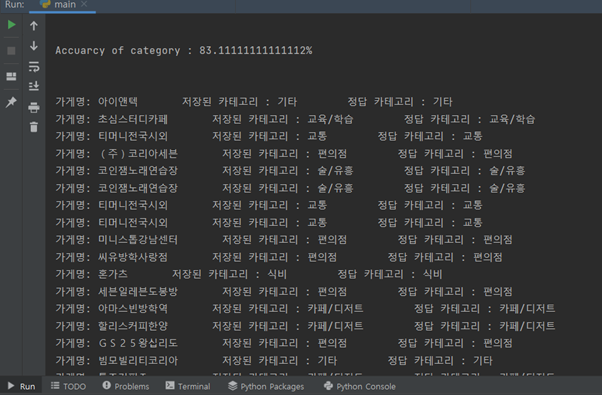 Run: main
Accuarcy of category : 83.11111111111112%
가게명: 아이앤텍 저장된 카테고리 : 기타 정답 카테고리 : 기타
가게명: 초심스터디카페 저장된 카테고리 : 교육/학습 정답 카테고리 : 교육/학습
가게명: 티머니전국시외 저장된 카테고리 : 교통 정답 카테고리 : 교통
가게명: (주)코리아세븐 저장된 카테고리 : 편의점 정답 카테고리 : 편의점
가게명: 코인잼노래연습장 저장된 카테고리 : 술/유흥 정답 카테고리 : 술/유흥
가게명: 코인잼노래연습장 저장된 카테고리 : 술/유흥 정답 카테고리 : 술/유흥
가게명: 티머니전국시외 저장된 카테고리 : 교통 정답 카테고리 : 교통
가게명: 티머니전국시외 저장된 카테고리 : 교통 정답 카테고리 : 교통
가게명: 미니스톱강남센터 저장된 카테고리 : 편의점 정답 카테고리 : 편의점
가게명: 씨유방학사랑점 저장된 카테고리 : 편의점 정답 카테고리 : 편의점
가게명: 혼가츠 저장된 카테고리 : 식비 정답 카테고리 : 식비
가게명: 세븐일레븐도봉방 저장된 카테고리 : 편의점 정답 카테고리 : 편의점
가게명: 아마스빈방학역 저장된 카테고리 : 카페/디저트 정답 카테고리 : 카페/디저트
가게명: 할리스커피한양 저장된 카테고리 : 카페/디저트 정답 카테고리 : 카페/디저트
가게명: GS25왕십리도 저장된 카테고리 : 편의점 정답 카테고리 : 편의점
가게명: 빔모빌리티코리아 저장된 카테고리 : 기타 정답 카테고리 : 기타
Run TODO Problems Terminal Python Packages Python Console